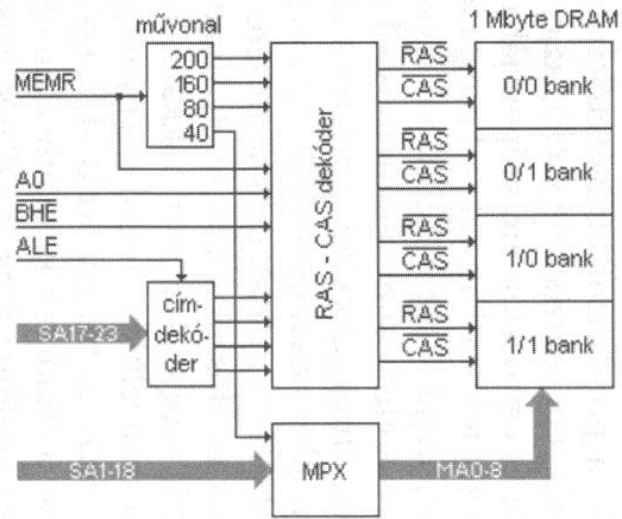 1 Mbyte DRAM
művonal
200
160
80
40
MEMR
A0
BHE
ALE
SA17-23
cím-
dekó-
der
RAS - CAS dekóder
RAS
CAS
RAS
CAS
RAS
CAS
RAS
CAS
0/0 bank
0/1 bank
1/0 bank
1/1 bank
SA1-18
MPX
MA0-8